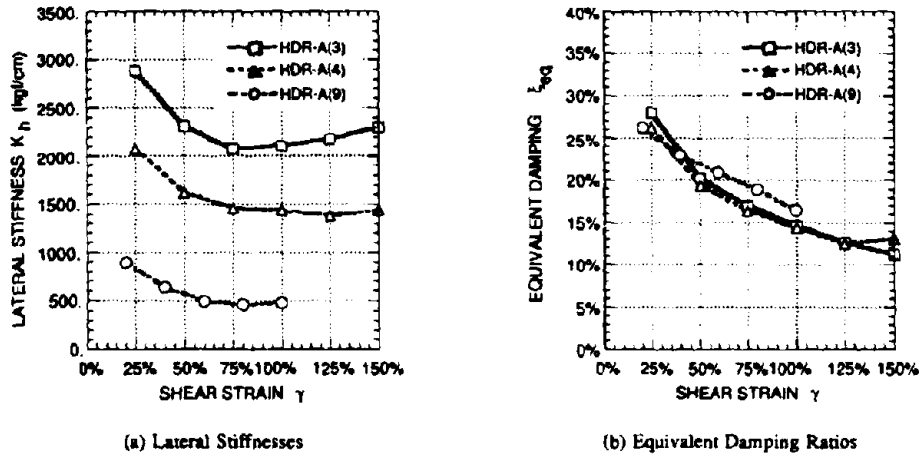 3500.
3000.
2500.
2000.
1500.
1000.
500.
0.
LATERAL STIFFNESS K h (kgf/cm)
HDR-A(3)
HDR-A(4)
HDR-A(9)
0% 25% 50% 75% 100% 125% 150%
SHEAR STRAIN γ
(a) Lateral Stiffnesses
40%
35%
30%
25%
20%
15%
10%
5%
0%
EQUIVALENT DAMPING ξeq
HDR-A(3)
HDR-A(4)
HDR-A(9)
0% 25% 50% 75% 100% 125% 150%
SHEAR STRAIN γ
(b) Equivalent Damping Ratios